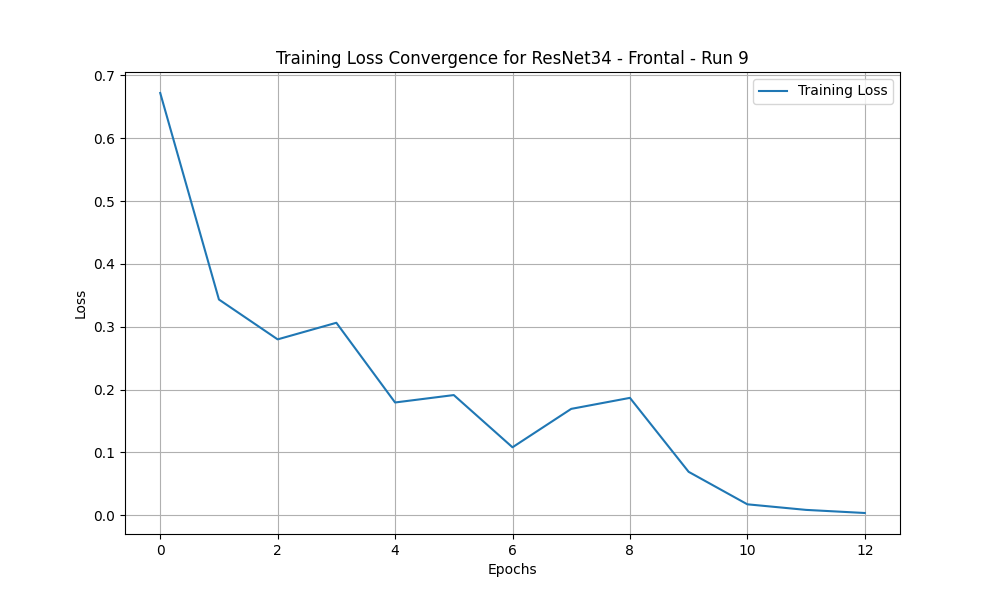 Training Loss Convergence for ResNet34 - Frontal - Run 9
Training Loss
0.7
0.6
0.5
0.4
0.3
0.2
0.1
0.0
Loss
0 2 4 6 8 10 12
Epochs